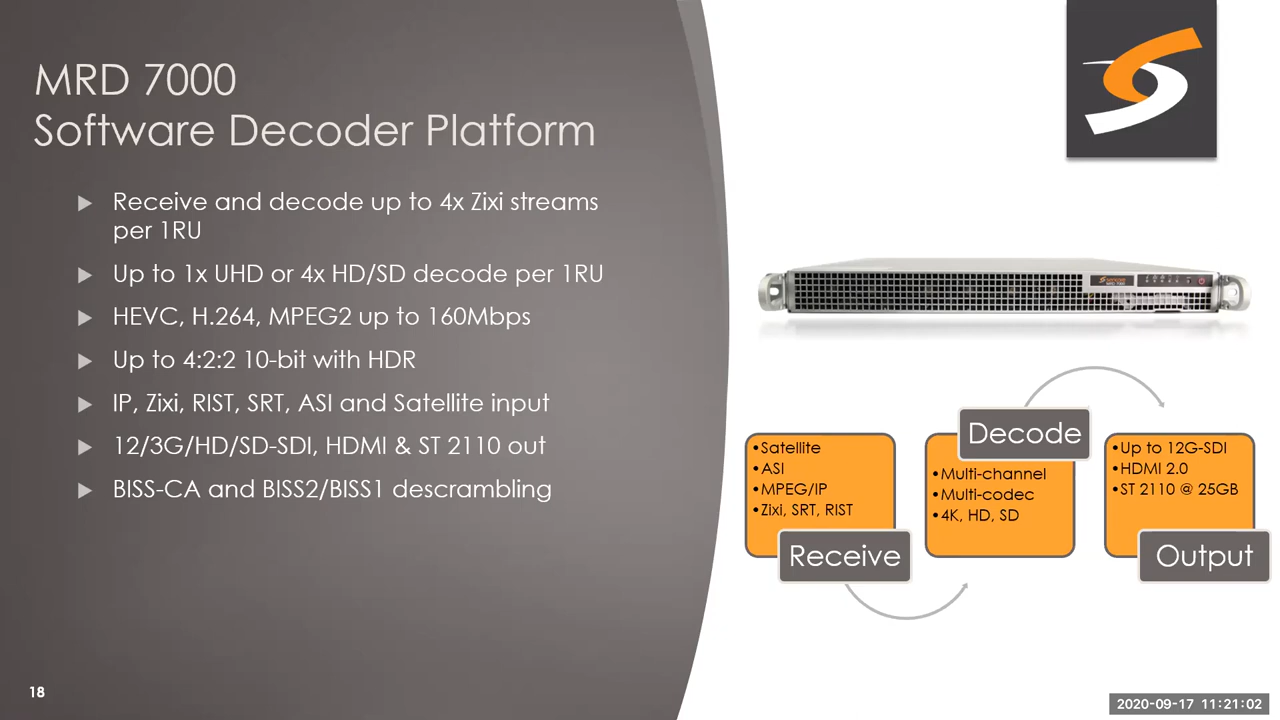 MRD 7000
Software Decoder Platform
Receive and decode up to 4x Zixi streams
per 1RU
Up to 1x UHD or 4x HD/SD decode per 1RU
HEVC, H.264, MPEG2 up to 160Mbps
Up to 4:2:2 10-bit with HDR
IP, Zixi, RIST, SRT, ASI and Satellite input
12/3G/HD/SD-SDI, HDMI & ST 2110 out
BISS-CA and BISS2/BISS1 descrambling
MRD 7000
•Satellite
•ASI
•MPEG/IP
•Zixi, SRT, RIST
Receive
Decode
•Multi-channel
•Multi-codec
•4K, HD, SD
•Up to 12G-SDI
•HDMI 2.0
•ST 2110 @ 25GB
Output
18
2020-09-17 11:21:02